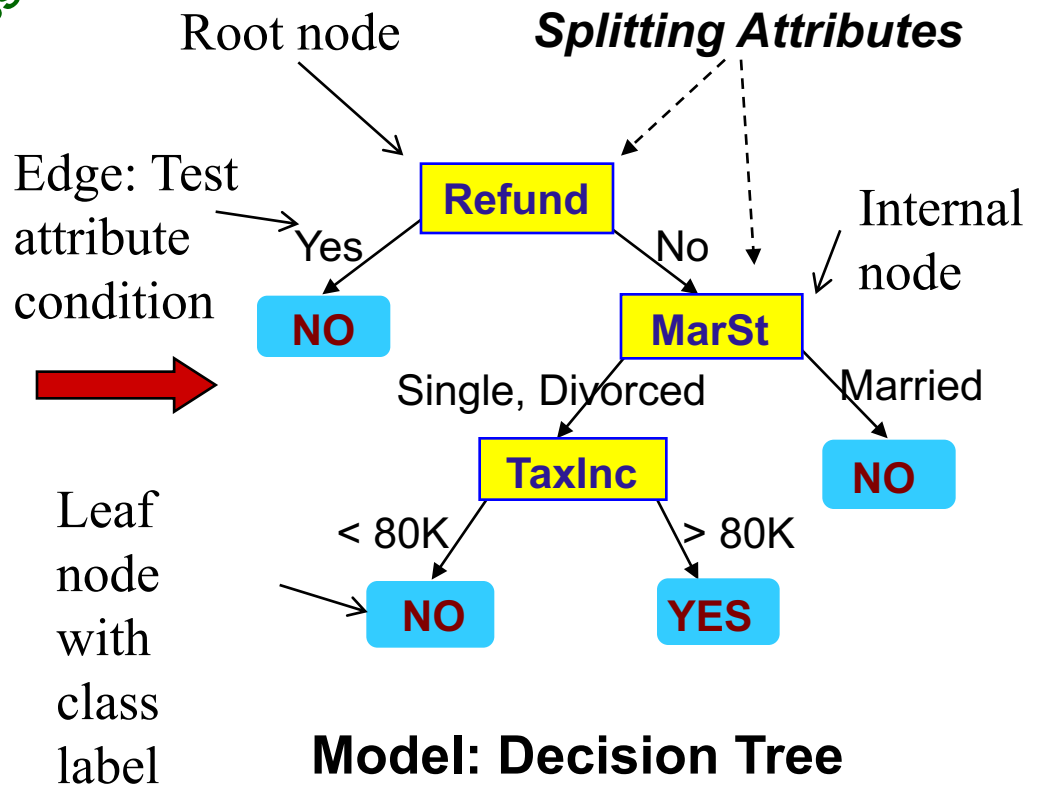 Root node
Splitting Attributes
Edge: Test
attribute
condition
Refund
Internal
node
Yes
No
NO
MarSt
Single, Divorced
Married
TaxInc
NO
Leaf
node
with
class
label
< 80K
> 80K
NO
YES
Model: Decision Tree